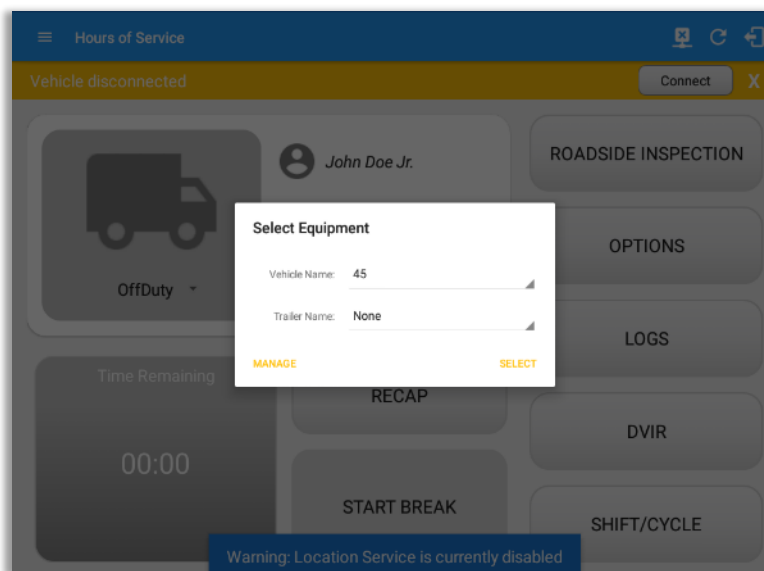 Hours of Service
Vehicle disconnected
Connect
X
John Doe Jr.
OffDuty
ROADSIDE INSPECTION
OPTIONS
LOGS
DVIR
SHIFT/CYCLE
Select Equipment
Vehicle Name: 45
Trailer Name: None
MANAGE SELECT
Time Remaining
00:00
RECAP
START BREAK
Warning: Location Service is currently disabled